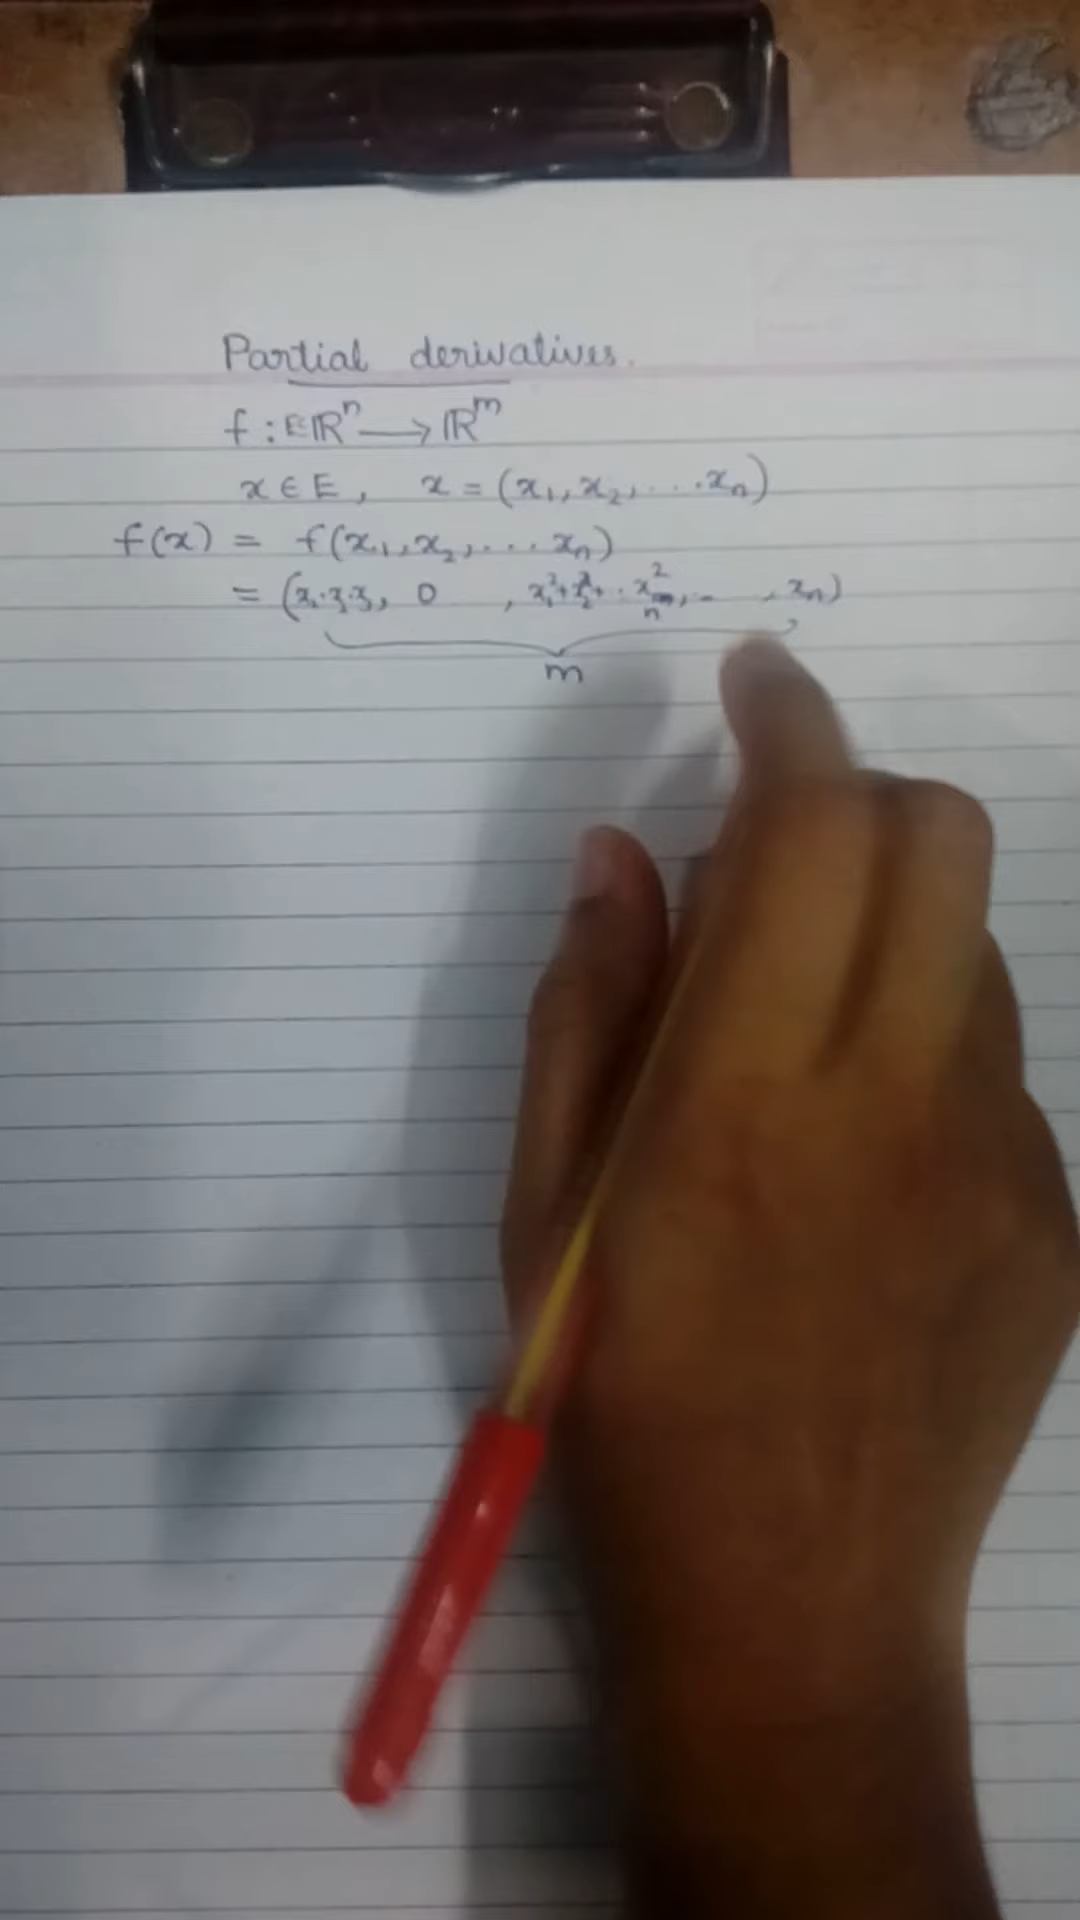 Partial derivatives.
f : E ℝⁿ ⟶ ℝᵐ
x ∈ E , x = (x₁, x₂, ... xₙ)
f(x) = f(x₁, x₂, ... xₙ)
= (x₁·x₂·x₃, 0 , x₁²+x₂²+..xₙ², .. , xₙ)
m